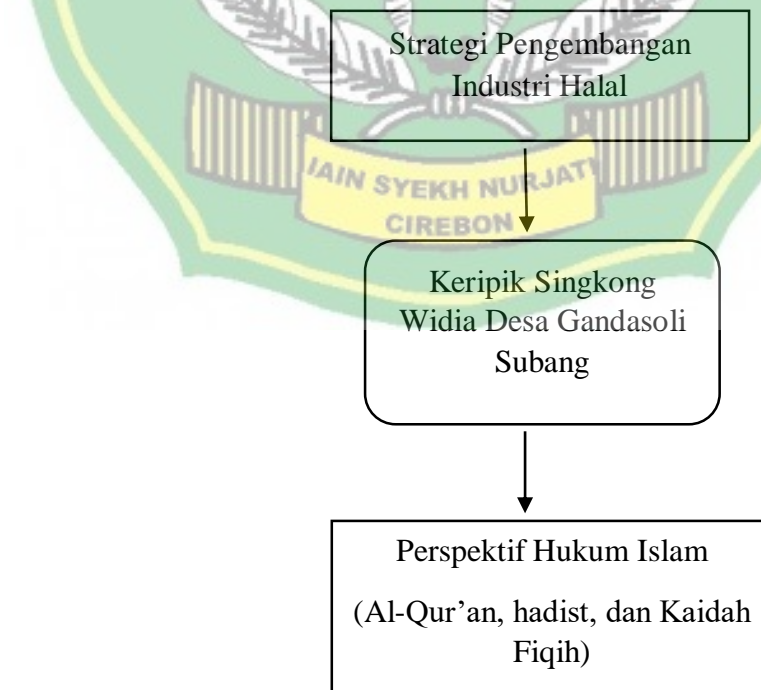 Strategi Pengembangan
Industri Halal
IAIN SYEKH NURJATI
CIREBON
Keripik Singkong
Widia Desa Gandasoli
Subang
Perspektif Hukum Islam
(Al-Qur’an, hadist, dan Kaidah
Fiqih)